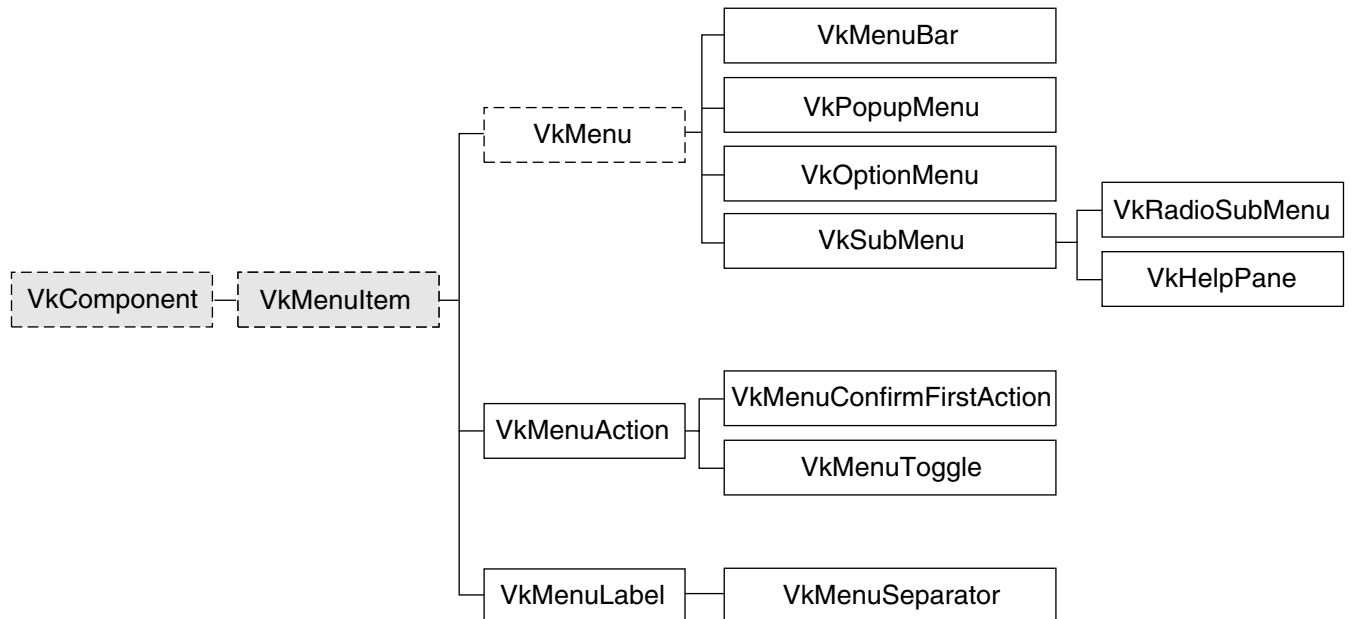 VkMenuBar
VkPopupMenu
VkMenu
VkOptionMenu
VkRadioSubMenu
VkSubMenu
VkHelpPane
VkComponent
VkMenuItem
VkMenuConfirmFirstAction
VkMenuAction
VkMenuToggle
VkMenuLabel
VkMenuSeparator